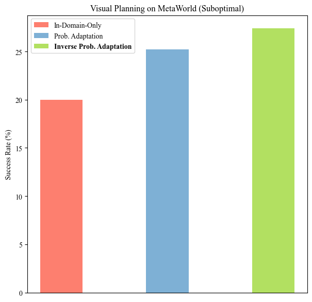 Visual Planning on MetaWorld (Suboptimal)
In-Domain-Only
Prob. Adaptation
Inverse Prob. Adaptation
Success Rate (%)
25
20
15
10
5
0